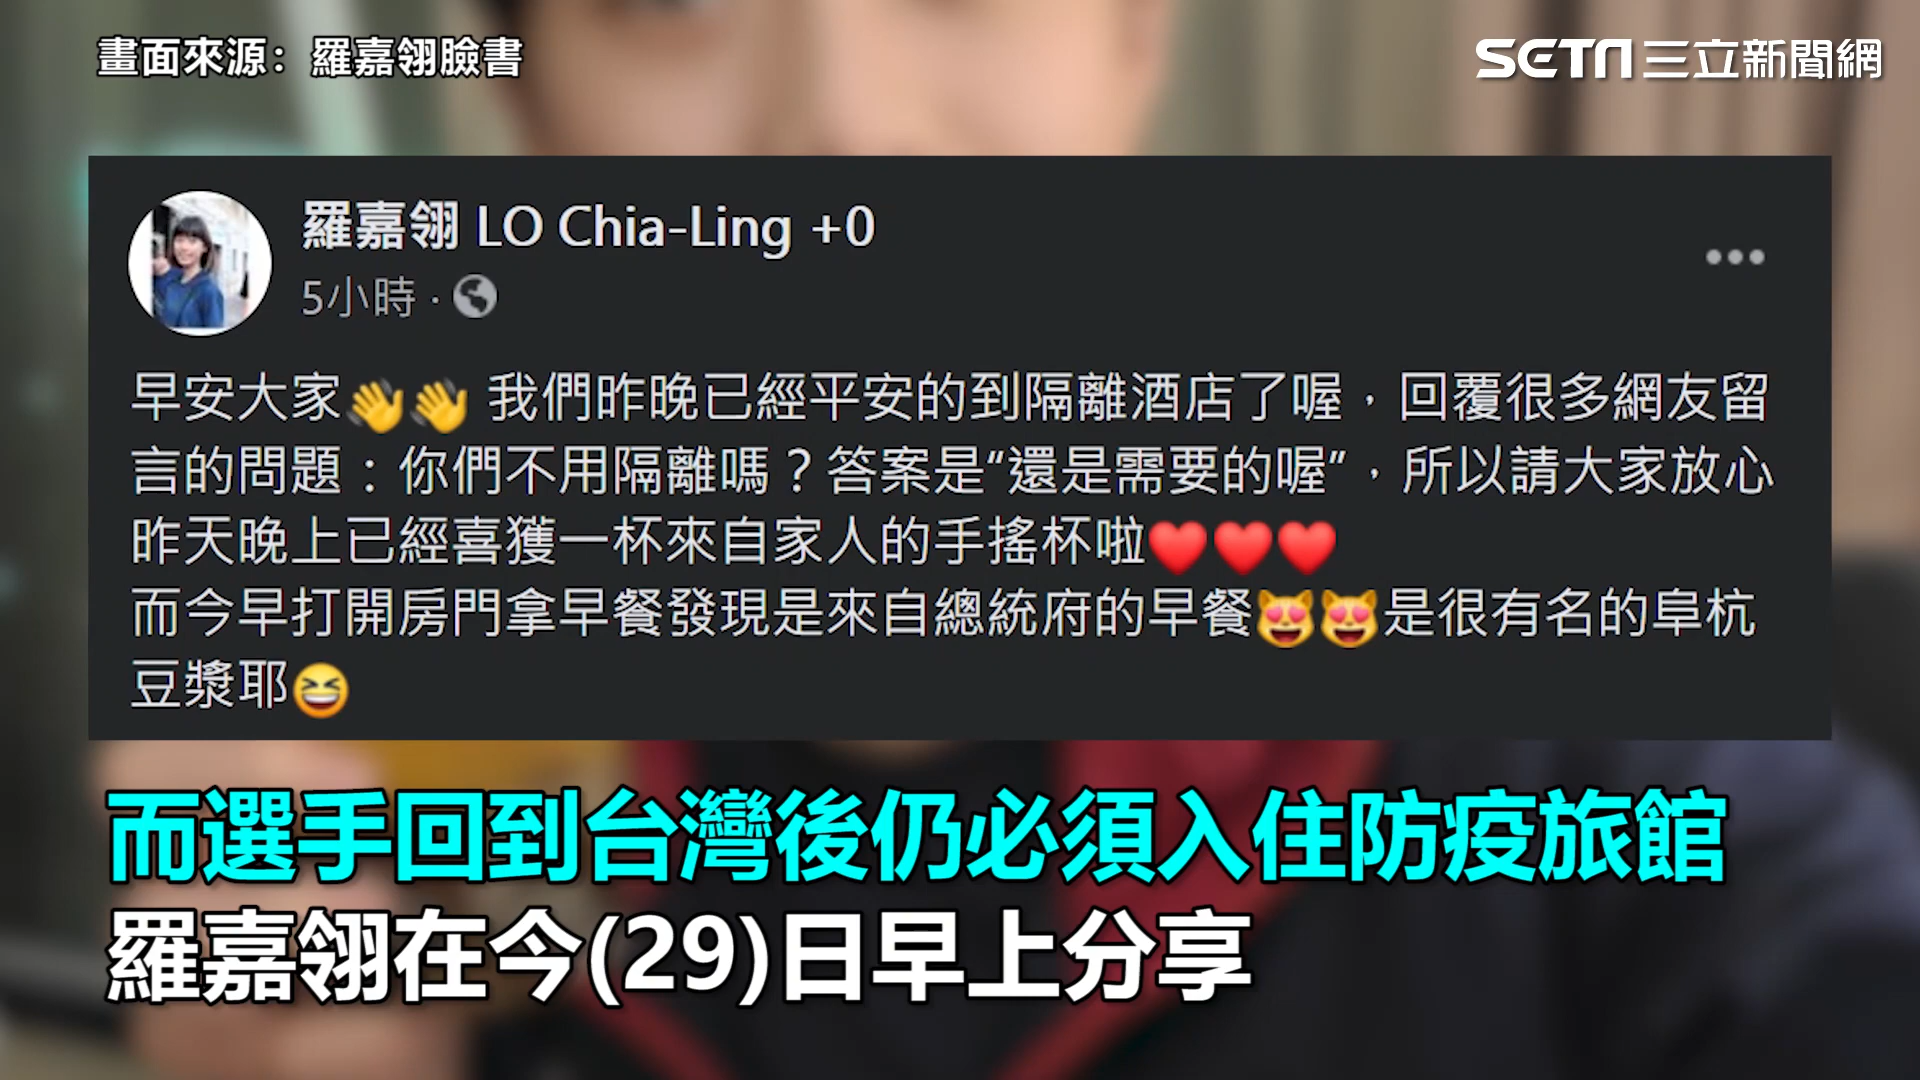 畫面來源：羅嘉翎臉書
SETN 三立新聞網
羅嘉翎 LO Chia-Ling +0
5小時 ·
早安大家👋👋 我們昨晚已經平安的到隔離酒店了喔，回覆很多網友留
言的問題：你們不用隔離嗎？答案是“還是需要的喔”，所以請大家放心
昨天晚上已經喜獲一杯來自家人的手搖杯啦❤️❤️❤️
而今早打開房門拿早餐發現是來自總統府的早餐😻😻是很有名的阜杭
豆漿耶😆
而選手回到台灣後仍必須入住防疫旅館
羅嘉翎在今(29)日早上分享